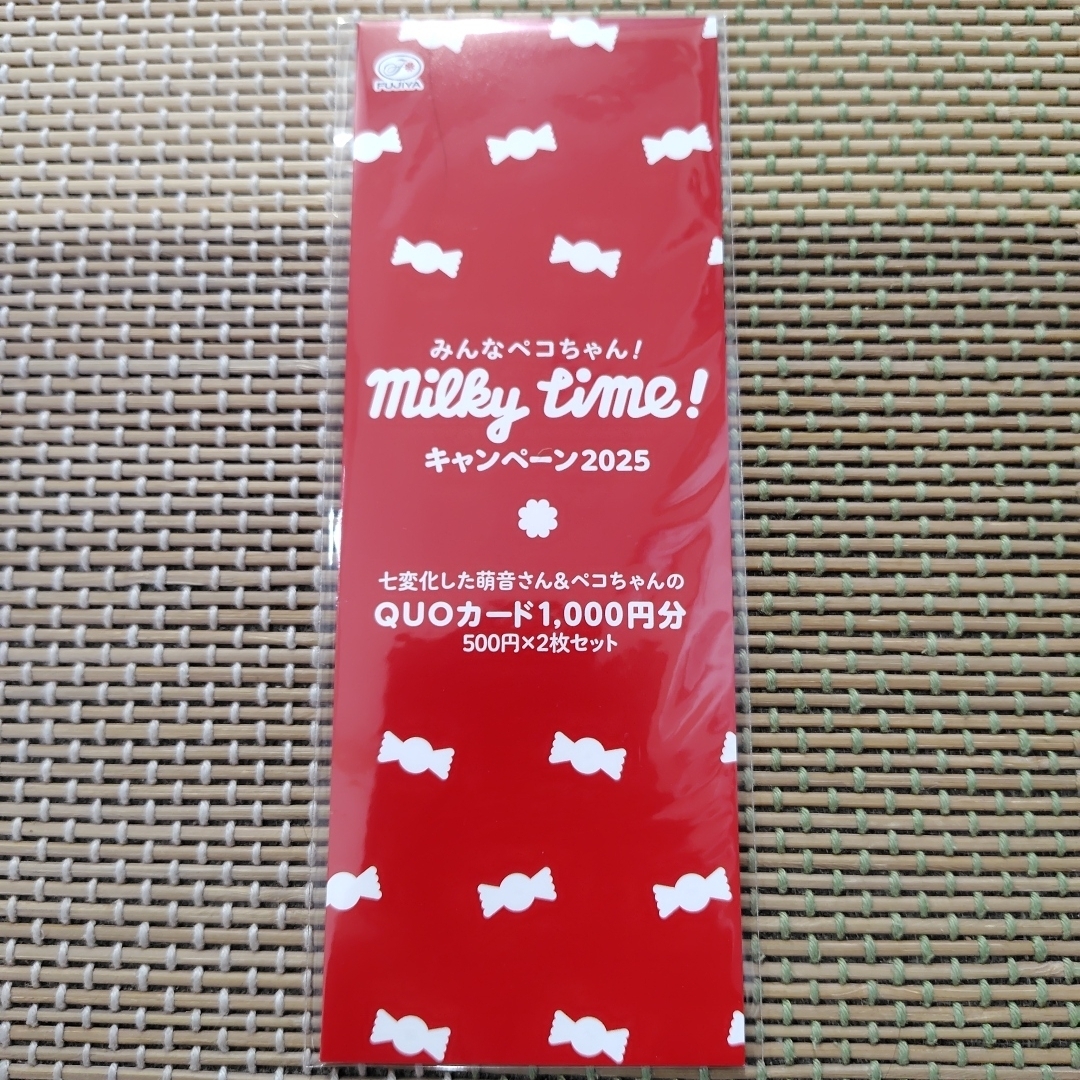 FUJIYA
みんなペコちゃん!
milky time!
キャンペーン2025
七変化した萌音さん&ペコちゃんの
QUOカード1,000円分
500円×2枚セット